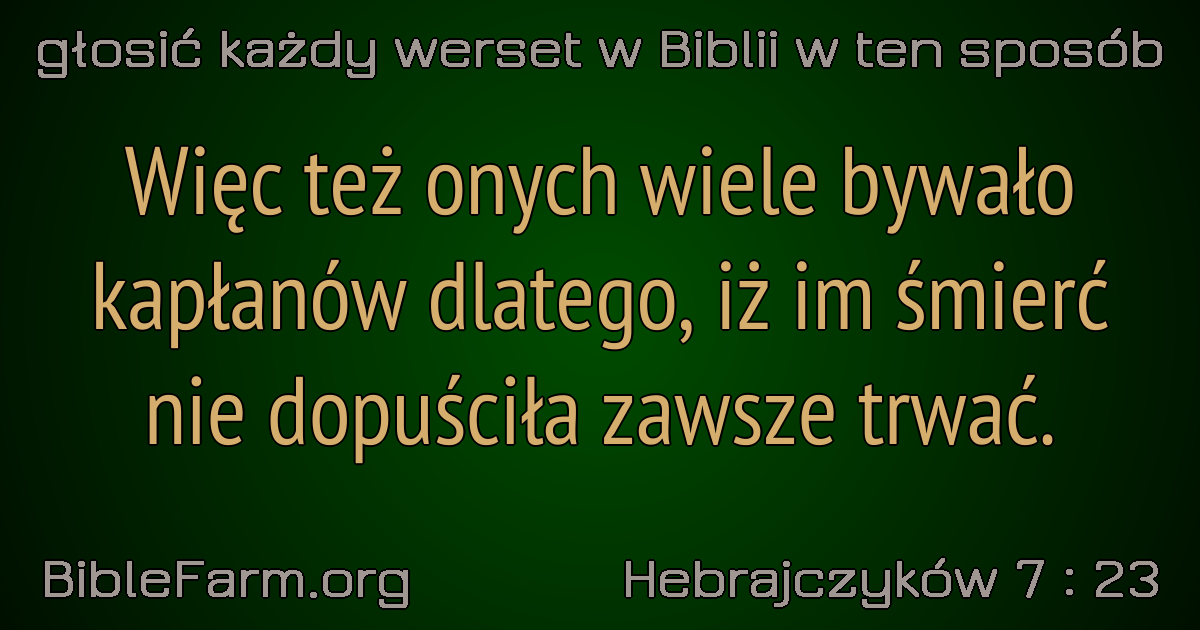 głosić każdy werset w Biblii w ten sposób
Więc też onych wiele bywało
kapłanów dlatego, iż im śmierć
nie dopuściła zawsze trwać.
BibleFarm.org
Hebrajczyków 7 : 23